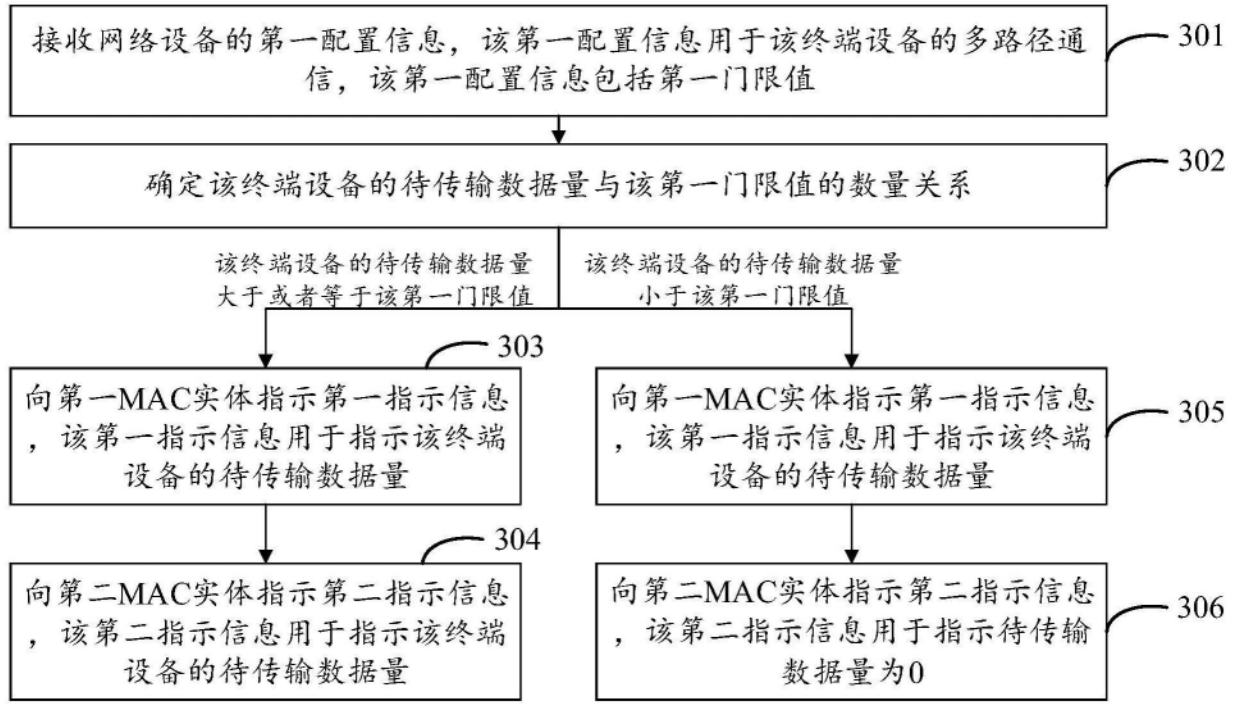 接收网络设备的第一配置信息，该第一配置信息用于该终端设备的多路径通
信，该第一配置信息包括第一门限值
301
确定该终端设备的待传输数据量与该第一门限值的数量关系
302
该终端设备的待传输数据量
大于或者等于该第一门限值
该终端设备的待传输数据量
小于该第一门限值
303
向第一MAC实体指示第一指示信息
，该第一指示信息用于指示该终端
设备的待传输数据量
向第一MAC实体指示第一指示信息
，该第一指示信息用于指示该终端
设备的待传输数据量
305
304
向第二MAC实体指示第二指示信息
，该第二指示信息用于指示该终端
设备的待传输数据量
向第二MAC实体指示第二指示信息
，该第二指示信息用于指示待传输
数据量为0
306